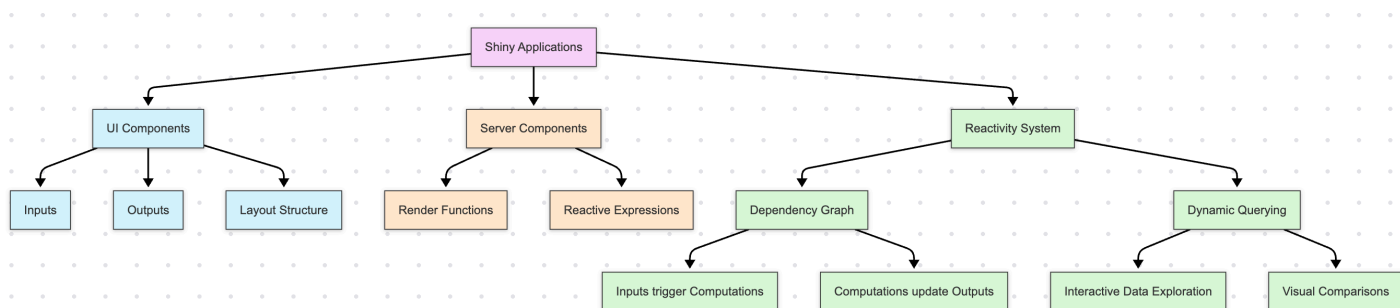 Shiny Applications
UI Components
Server Components
Reactivity System
Inputs
Outputs
Layout Structure
Render Functions
Reactive Expressions
Dependency Graph
Dynamic Querying
Inputs trigger Computations
Computations update Outputs
Interactive Data Exploration
Visual Comparisons